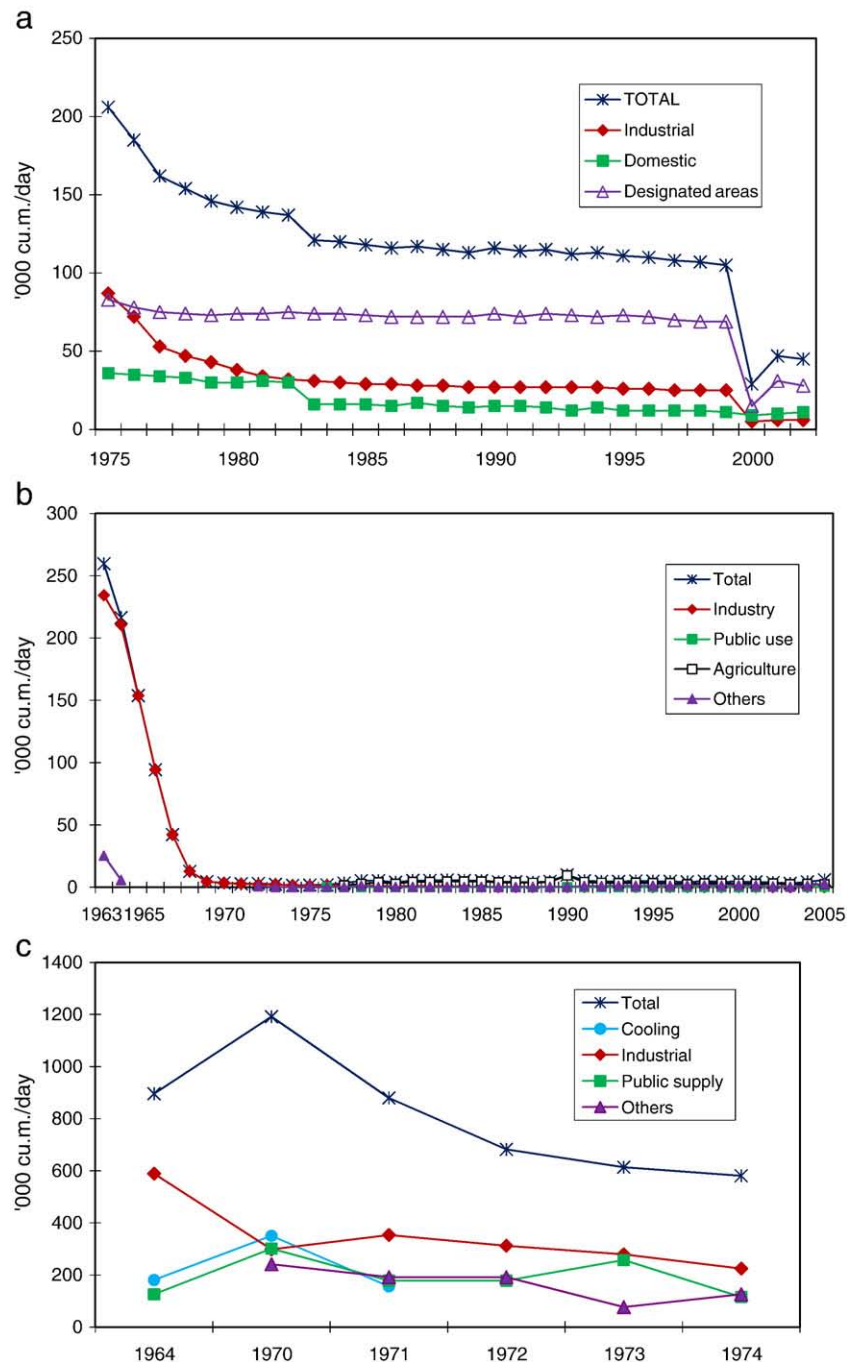 a
250
200
150
100
50
0
'000 cu.m./day
TOTAL
Industrial
Domestic
Designated areas
1975 1980 1985 1990 1995 2000
b
300
250
200
150
100
50
0
'000 cu.m./day
Total
Industry
Public use
Agriculture
Others
1963 1965 1970 1975 1980 1985 1990 1995 2000 2005
c
1400
1200
1000
800
600
400
200
0
'000 cu.m./day
Total
Cooling
Industrial
Public supply
Others
1964 1970 1971 1972 1973 1974